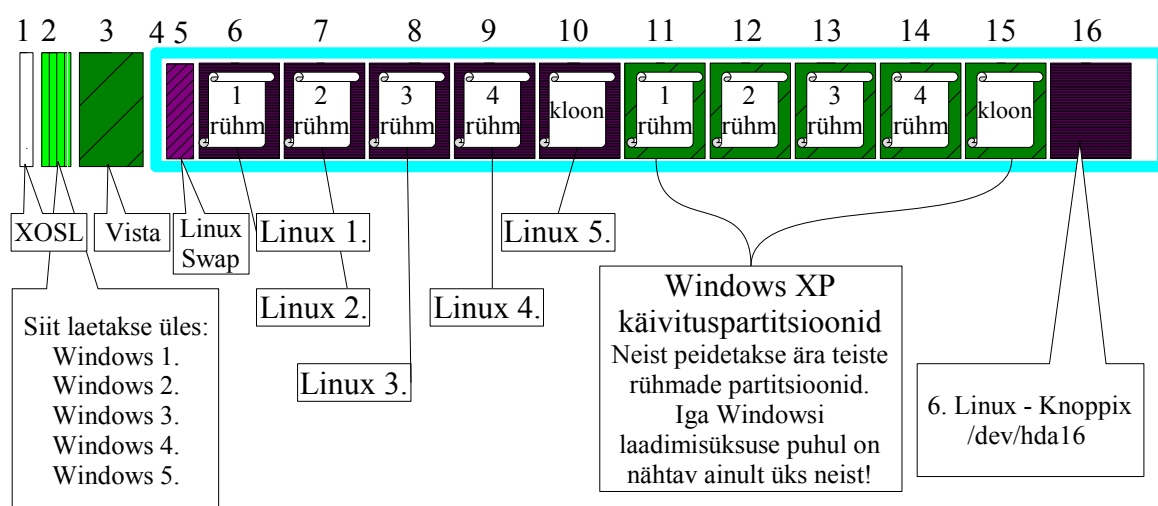 1 2 3 4 5 6 7 8 9 10 11 12 13 14 15 16
1
rühm
2
rühm
3
rühm
4
rühm
kloon
1
rühm
2
rühm
3
rühm
4
rühm
kloon
XOSL
Vista
Linux
Swap
Linux 1.
Linux 2.
Linux 3.
Linux 4.
Linux 5.
Siit laetakse üles:
Windows 1.
Windows 2.
Windows 3.
Windows 4.
Windows 5.
Windows XP
käivituspartitsioonid
Neist peidetakse ära teiste
rühmade partitsioonid.
Iga Windowsi
laadimisüksuse puhul on
nähtav ainult üks neist!
6. Linux - Knoppix
/dev/hda16